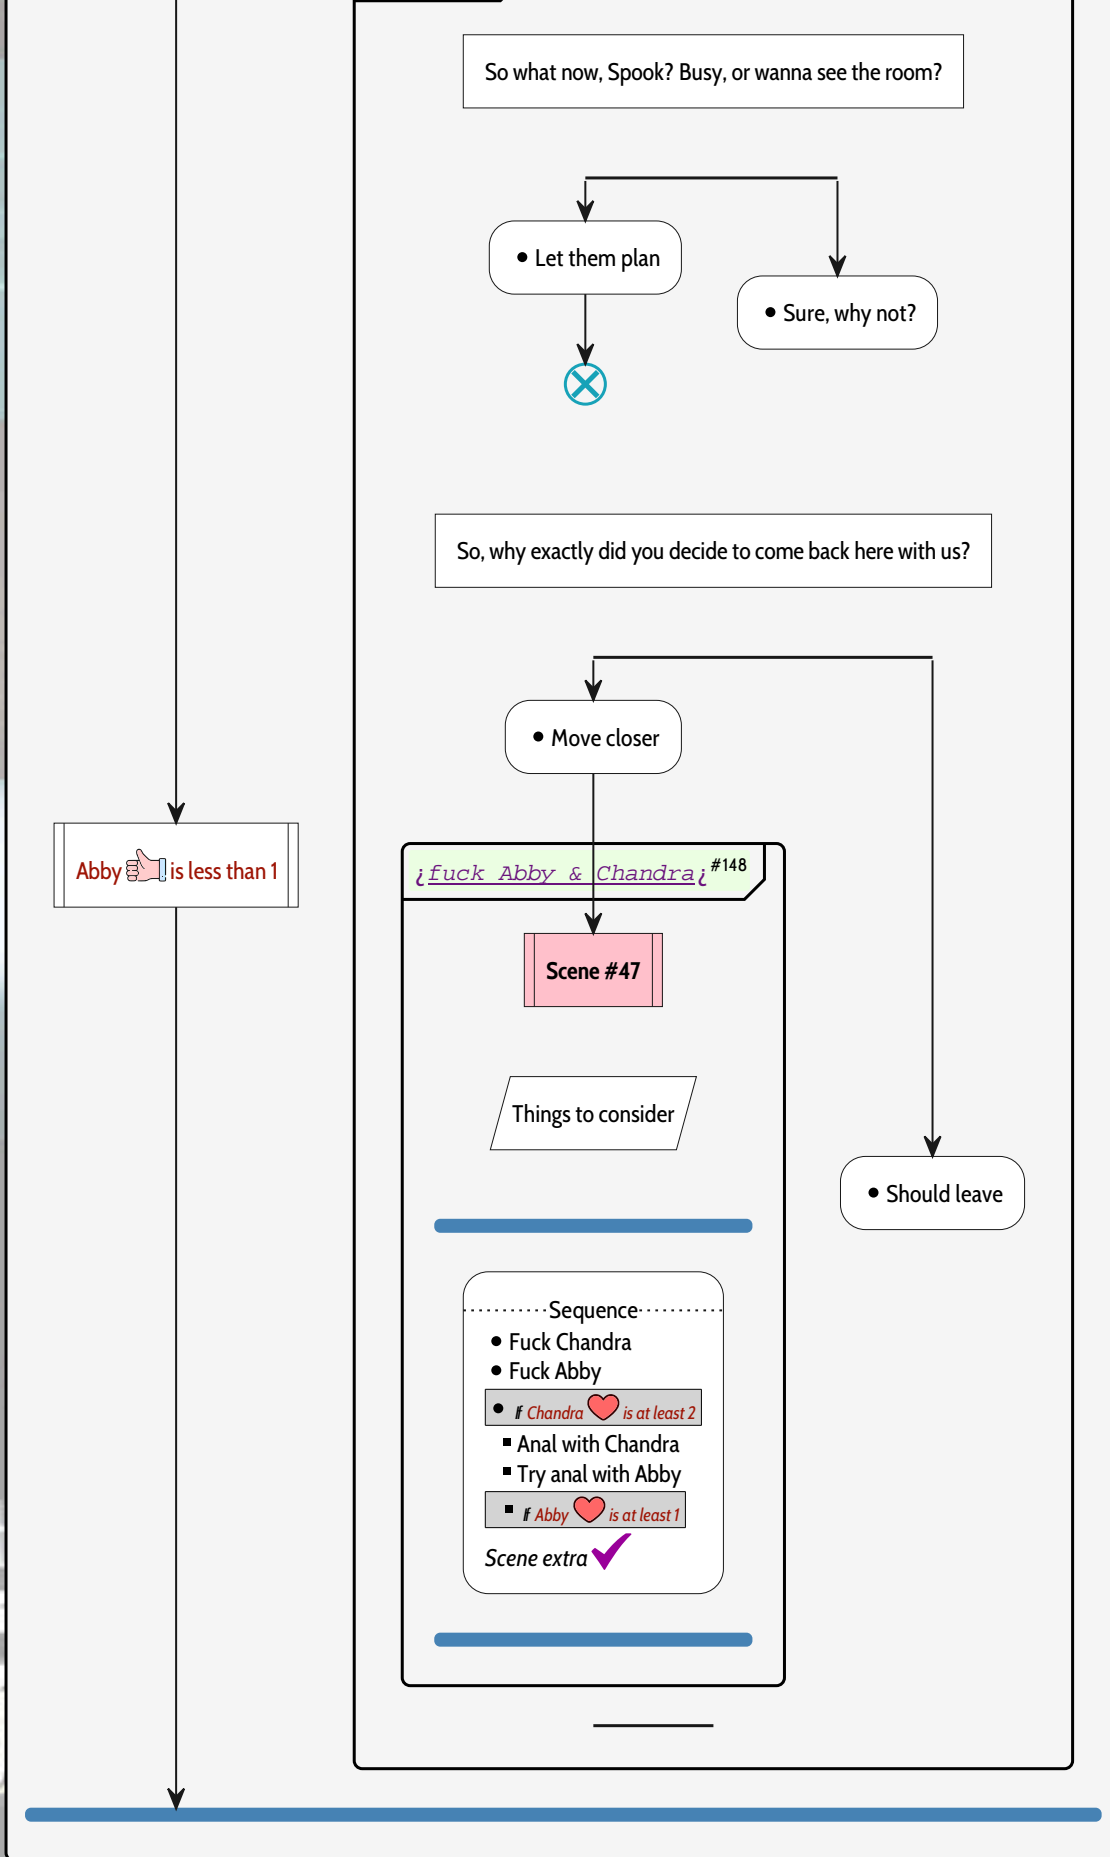 So what now, Spook? Busy, or wanna see the room?
• Let them plan
• Sure, why not?
So, why exactly did you decide to come back here with us?
• Move closer
Abby is less than 1
¿fuck Abby & Chandra¿ #148
Scene #47
Things to consider
• Should leave
Sequence
• Fuck Chandra
• Fuck Abby
• If Chandra is at least 2
▪ Anal with Chandra
▪ Try anal with Abby
▪ If Abby is at least 1
Scene extra